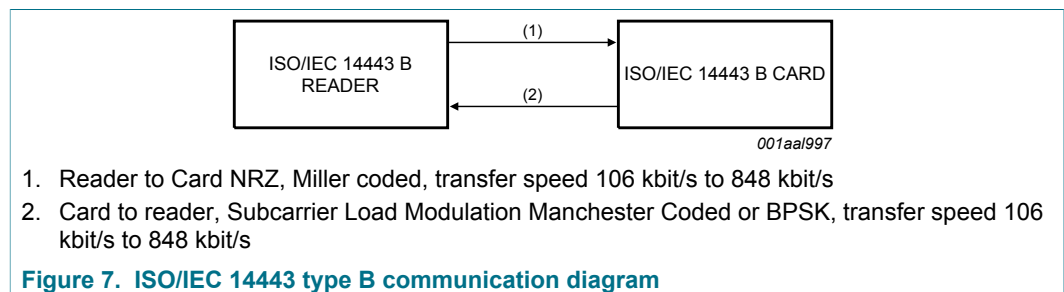 (1)
ISO/IEC 14443 B
READER
ISO/IEC 14443 B CARD
(2)
001aal997
1. Reader to Card NRZ, Miller coded, transfer speed 106 kbit/s to 848 kbit/s
2. Card to reader, Subcarrier Load Modulation Manchester Coded or BPSK, transfer speed 106
kbit/s to 848 kbit/s
Figure 7. ISO/IEC 14443 type B communication diagram